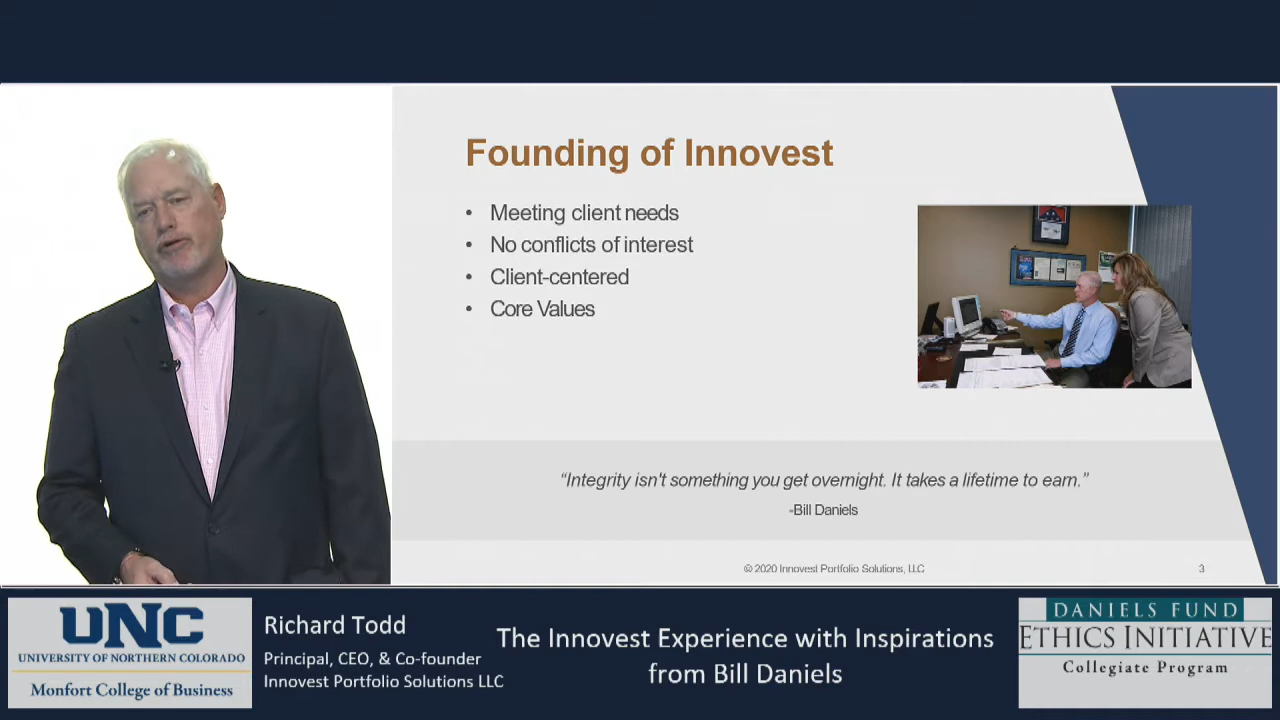 Founding of Innovest
• Meeting client needs
• No conflicts of interest
• Client-centered
• Core Values
“Integrity isn't something you get overnight. It takes a lifetime to earn.”
-Bill Daniels
© 2020 Innovest Portfolio Solutions, LLC
3
UNC
UNIVERSITY OF NORTHERN COLORADO
Monfort College of Business
Richard Todd
Principal, CEO, & Co-founder
Innovest Portfolio Solutions LLC
The Innovest Experience with Inspirations
from Bill Daniels
DANIELS FUND
ETHICS INITIATIVE
Collegiate Program